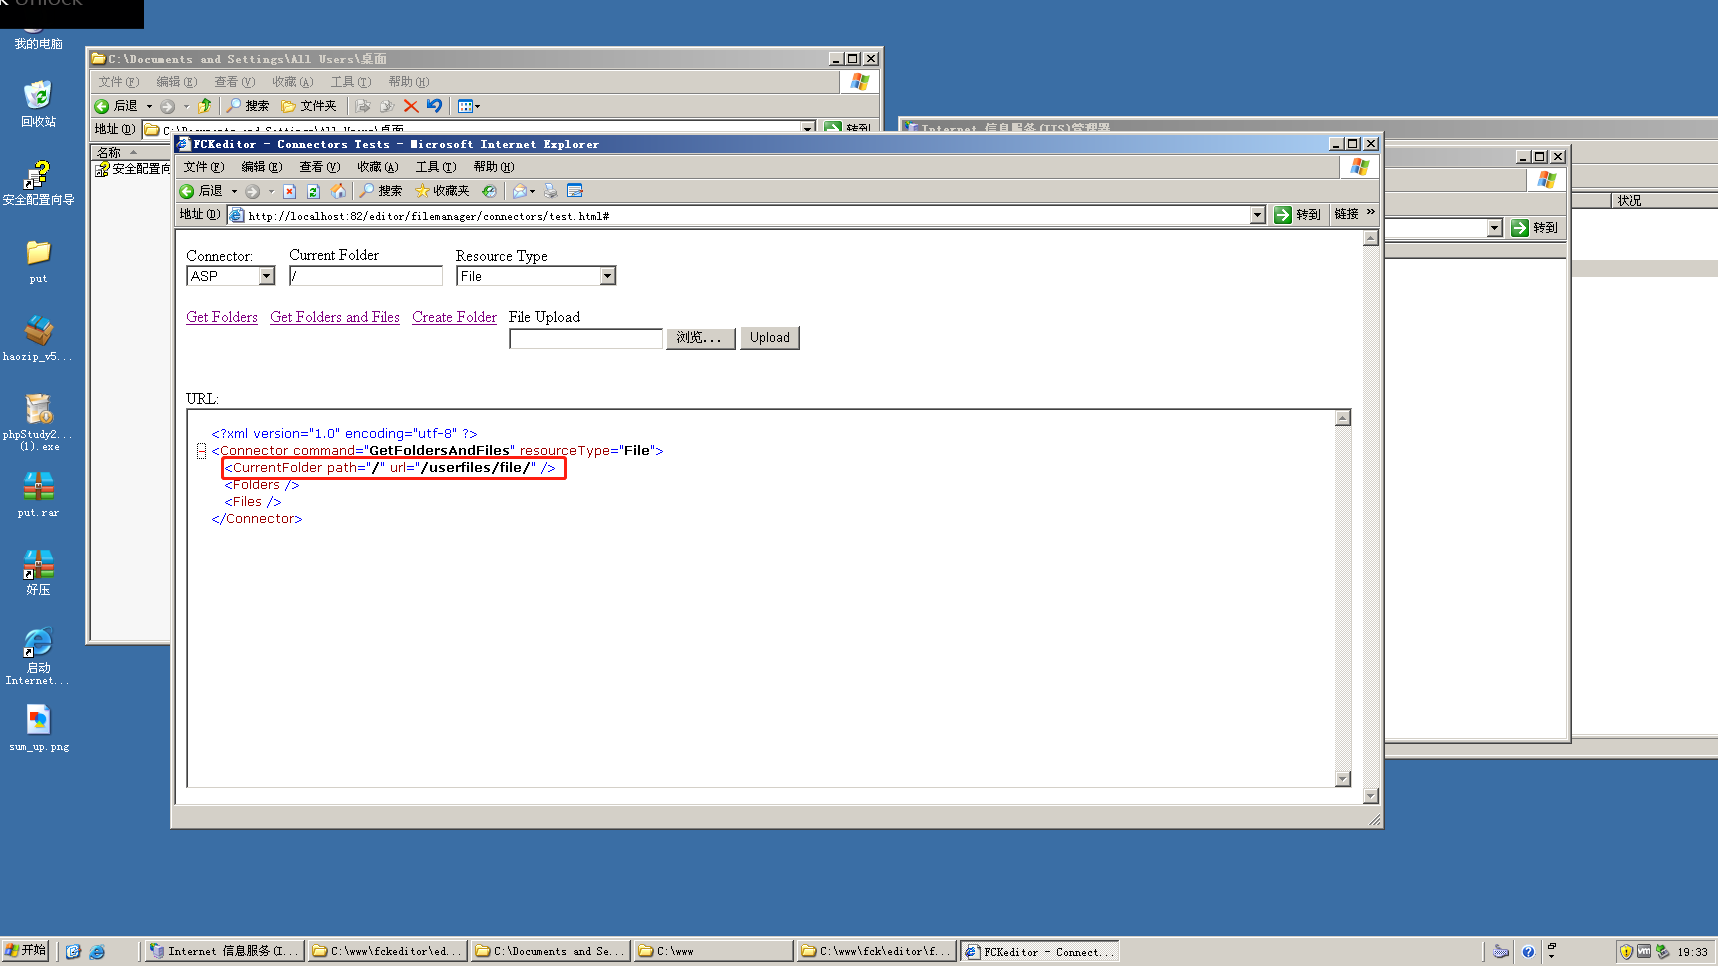 Unlock
我的电脑
回收站
安全配置向导
put
haozip_v5...
phpStudy2...
(1).exe
put.rar
好压
启动
Internet...
sum_up.png
C:\Documents and Settings\All Users\桌面
文件(F) 编辑(E) 查看(V) 收藏(A) 工具(T) 帮助(H)
后退 搜索 文件夹
地址(D) C:\Documents and Settings\All Users\桌面 转到
名称
安全配置向
Internet 信息服务(IIS)管理器
状况
转到
FCKeditor - Connectors Tests - Microsoft Internet Explorer
文件(F) 编辑(E) 查看(V) 收藏(A) 工具(T) 帮助(H)
后退 搜索 收藏夹
地址(D) http://localhost:82/editor/filemanager/connectors/test.html# 转到 链接 »
Connector: Current Folder Resource Type
ASP / File
Get Folders Get Folders and Files Create Folder File Upload
浏览... Upload
URL:
<?xml version="1.0" encoding="utf-8" ?>
- <Connector command="GetFoldersAndFiles" resourceType="File">
<CurrentFolder path="/" url="/userfiles/file/" />
<Folders />
<Files />
</Connector>
开始 Internet 信息服务(I... C:\www\fckeditor\ed... C:\Documents and Se... C:\www C:\www\fck\editor\f... FCKeditor - Connect... 19:33